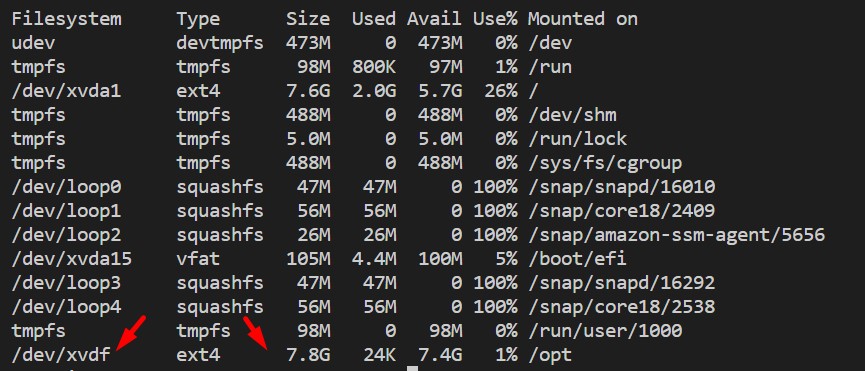 Filesystem Type Size Used Avail Use% Mounted on
udev devtmpfs 473M 0 473M 0% /dev
tmpfs tmpfs 98M 800K 97M 1% /run
/dev/xvda1 ext4 7.6G 2.0G 5.7G 26% /
tmpfs tmpfs 488M 0 488M 0% /dev/shm
tmpfs tmpfs 5.0M 0 5.0M 0% /run/lock
tmpfs tmpfs 488M 0 488M 0% /sys/fs/cgroup
/dev/loop0 squashfs 47M 47M 0 100% /snap/snapd/16010
/dev/loop1 squashfs 56M 56M 0 100% /snap/core18/2409
/dev/loop2 squashfs 26M 26M 0 100% /snap/amazon-ssm-agent/5656
/dev/xvda15 vfat 105M 4.4M 100M 5% /boot/efi
/dev/loop3 squashfs 47M 47M 0 100% /snap/snapd/16292
/dev/loop4 squashfs 56M 56M 0 100% /snap/core18/2538
tmpfs tmpfs 98M 0 98M 0% /run/user/1000
/dev/xvdf ext4 7.8G 24K 7.4G 1% /opt